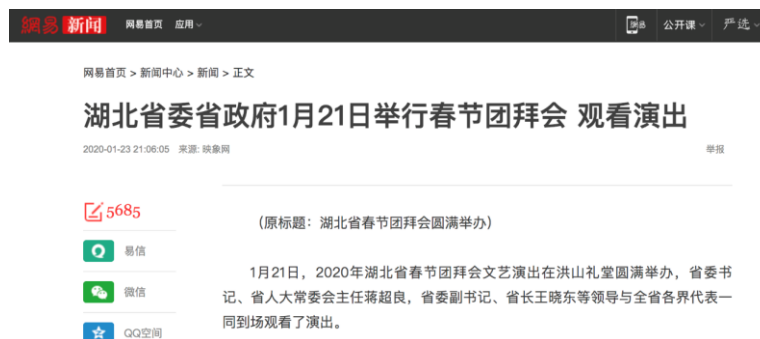 網易 新闻 网易首页 应用 公开课 严选
网易首页 > 新闻中心 > 新闻 > 正文
湖北省委省政府1月21日举行春节团拜会 观看演出
2020-01-23 21:06:05 来源: 映象网 举报
5685
（原标题：湖北省春节团拜会圆满举办）
易信
1月21日，2020年湖北省春节团拜会文艺演出在洪山礼堂圆满举办，省委书
微信
记、省人大常委会主任蒋超良，省委副书记、省长王晓东等领导与全省各界代表一
同到场观看了演出。
QQ空间